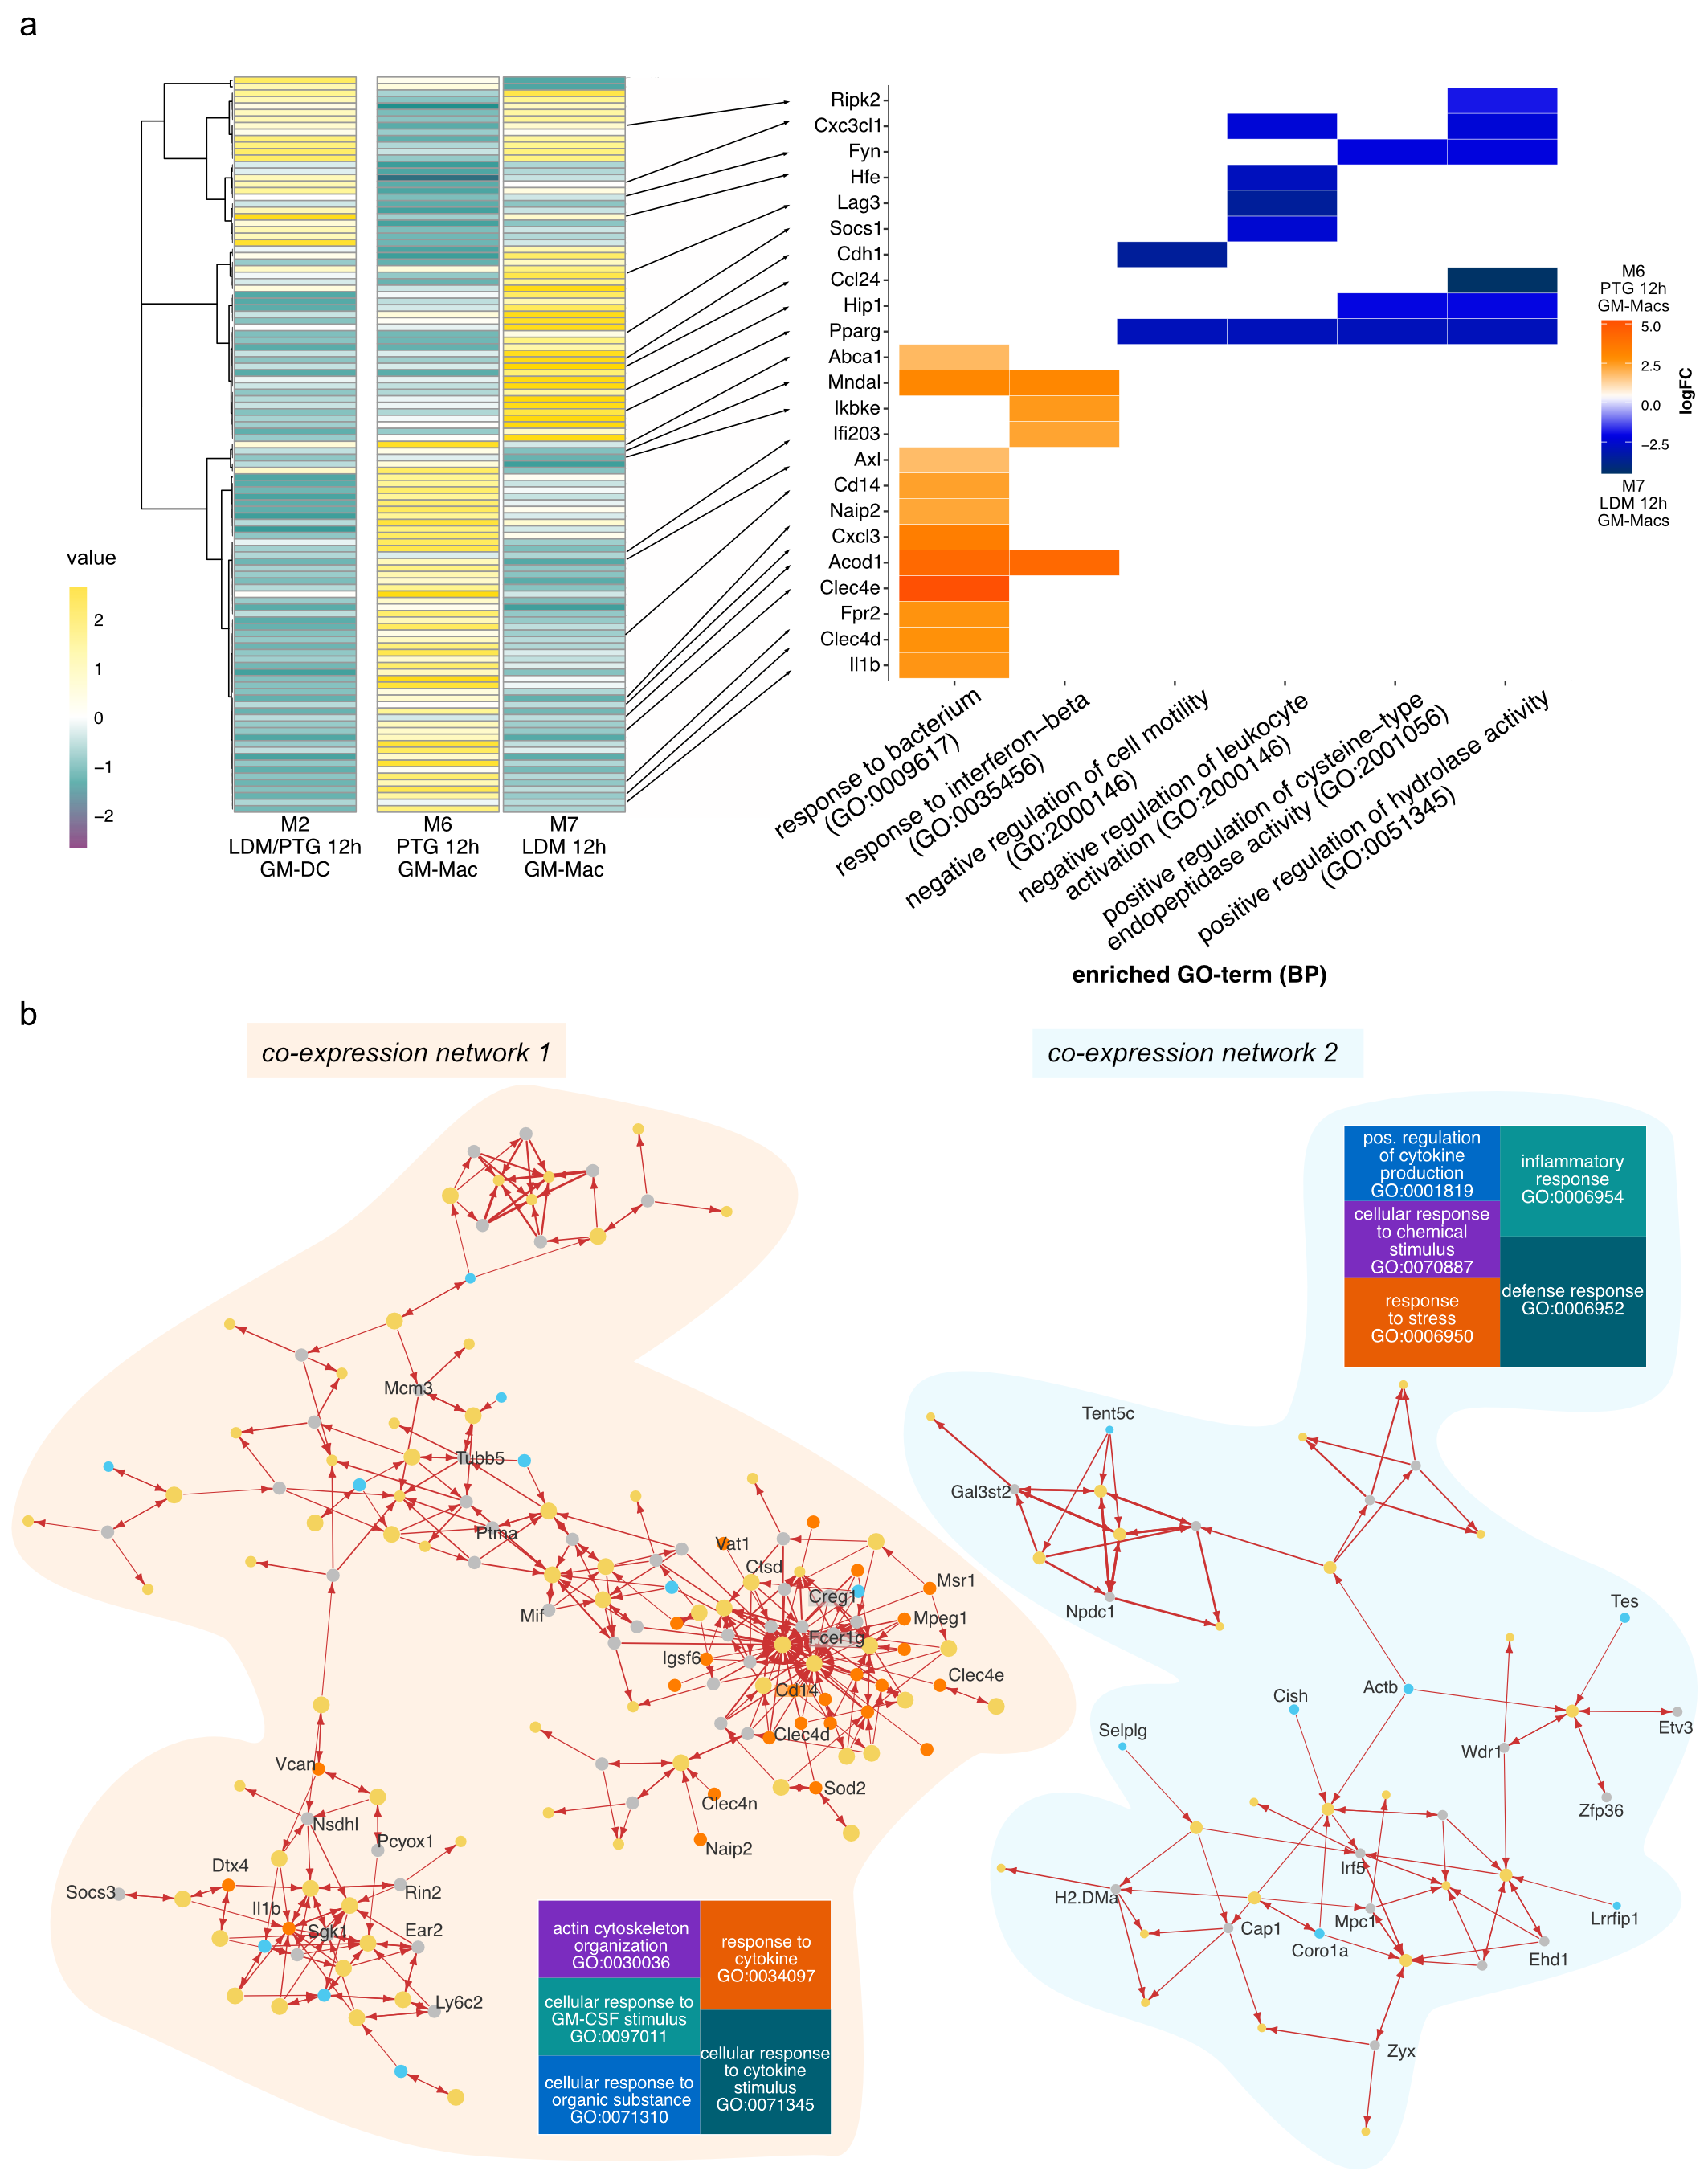 a
value
2
1
0
−1
−2
M2
LDM/PTG 12h
GM-DC
M6
PTG 12h
GM-Mac
M7
LDM 12h
GM-Mac
Ripk2
Cxc3cl1
Fyn
Hfe
Lag3
Socs1
Cdh1
Ccl24
Hip1
Pparg
Abca1
Mndal
Ikbke
Ifi203
Axl
Cd14
Naip2
Cxcl3
Acod1
Clec4e
Fpr2
Clec4d
Il1b
response to bacterium
(GO:0009617)
response to interferon−beta
(GO:0035456)
negative regulation of cell motility
(G0:2000146)
negative regulation of leukocyte
activation (GO:2000146)
positive regulation of cysteine−type
endopeptidase activity (GO:2001056)
positive regulation of hydrolase activity
(GO:0051345)
enriched GO-term (BP)
M6
PTG 12h
GM-Macs
5.0
2.5
0.0
−2.5
logFC
M7
LDM 12h
GM-Macs
b
co-expression network 1
Mcm3
Tubb5
Ptma
Mif
Vat1
Ctsd
Creg1
Msr1
Mpeg1
Fcer1g
Igsf6
Cd14
Clec4e
Clec4d
Sod2
Clec4n
Naip2
Vcan
Nsdhl
Pcyox1
Dtx4
Socs3
Rin2
Il1b
Sgk1
Ear2
Ly6c2
actin cytoskeleton
organization
GO:0030036
cellular response to
GM-CSF stimulus
GO:0097011
cellular response to
organic substance
GO:0071310
response to
cytokine
GO:0034097
cellular response
to cytokine
stimulus
GO:0071345
co-expression network 2
pos. regulation
of cytokine
production
GO:0001819
cellular response
to chemical
stimulus
GO:0070887
response
to stress
GO:0006950
inflammatory
response
GO:0006954
defense response
GO:0006952
Tent5c
Gal3st2
Npdc1
Tes
Actb
Cish
Selplg
Etv3
Wdr1
Zfp36
Irf5
H2.DMa
Cap1
Mpc1
Coro1a
Lrrfip1
Ehd1
Zyx